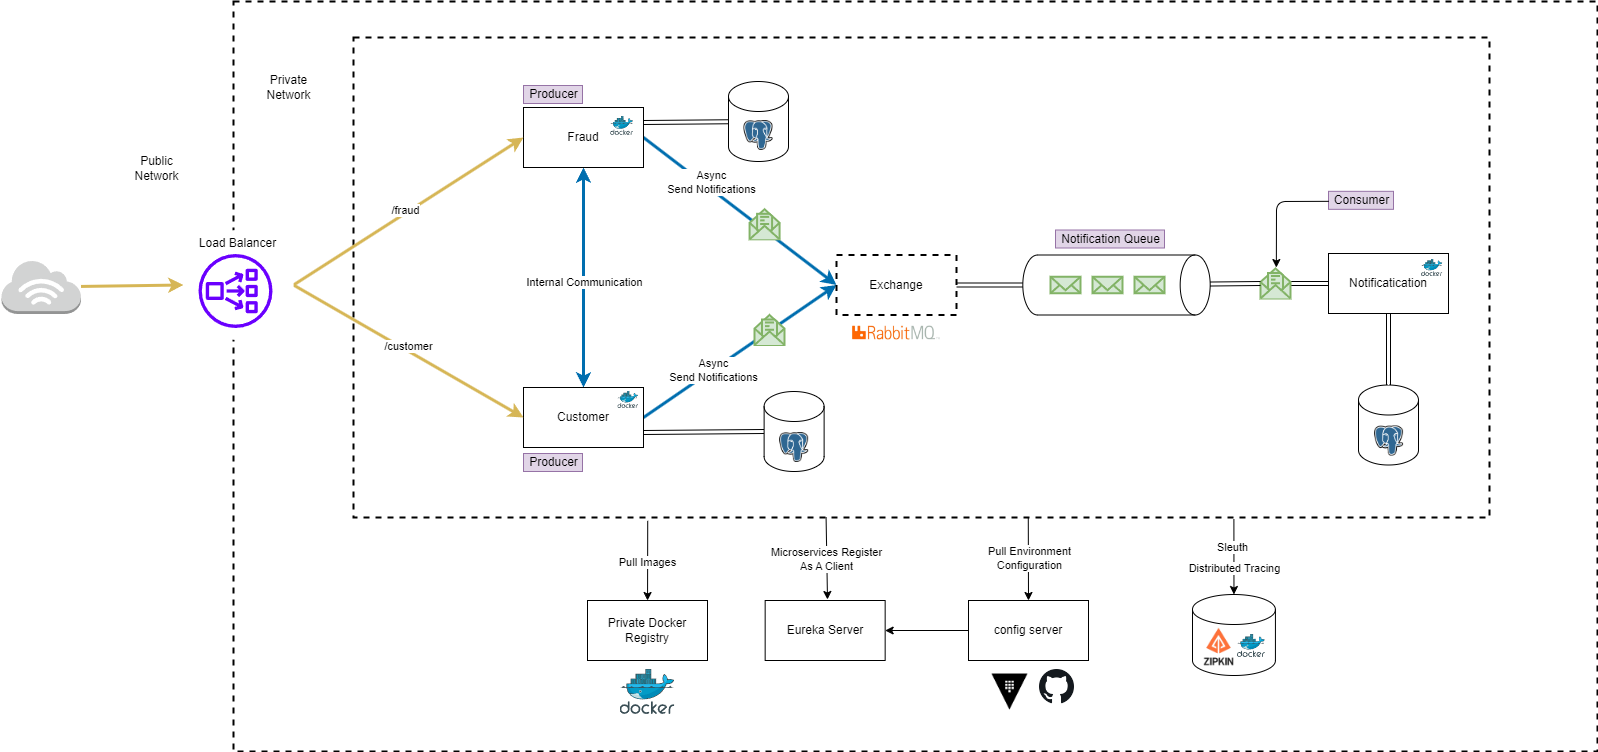 Private
Network
Public
Network
Load Balancer
/fraud
/customer
Producer
Fraud
docker
Internal Communication
Customer
docker
Producer
Async
Send Notifications
Async
Send Notifications
Exchange
RabbitMQ
Notification Queue
Consumer
Notificatication
docker
Pull Images
Private Docker
Registry
docker
Microservices Register
As A Client
Eureka Server
Pull Environment
Configuration
config server
Sleuth
Distributed Tracing
ZIPKIN
docker